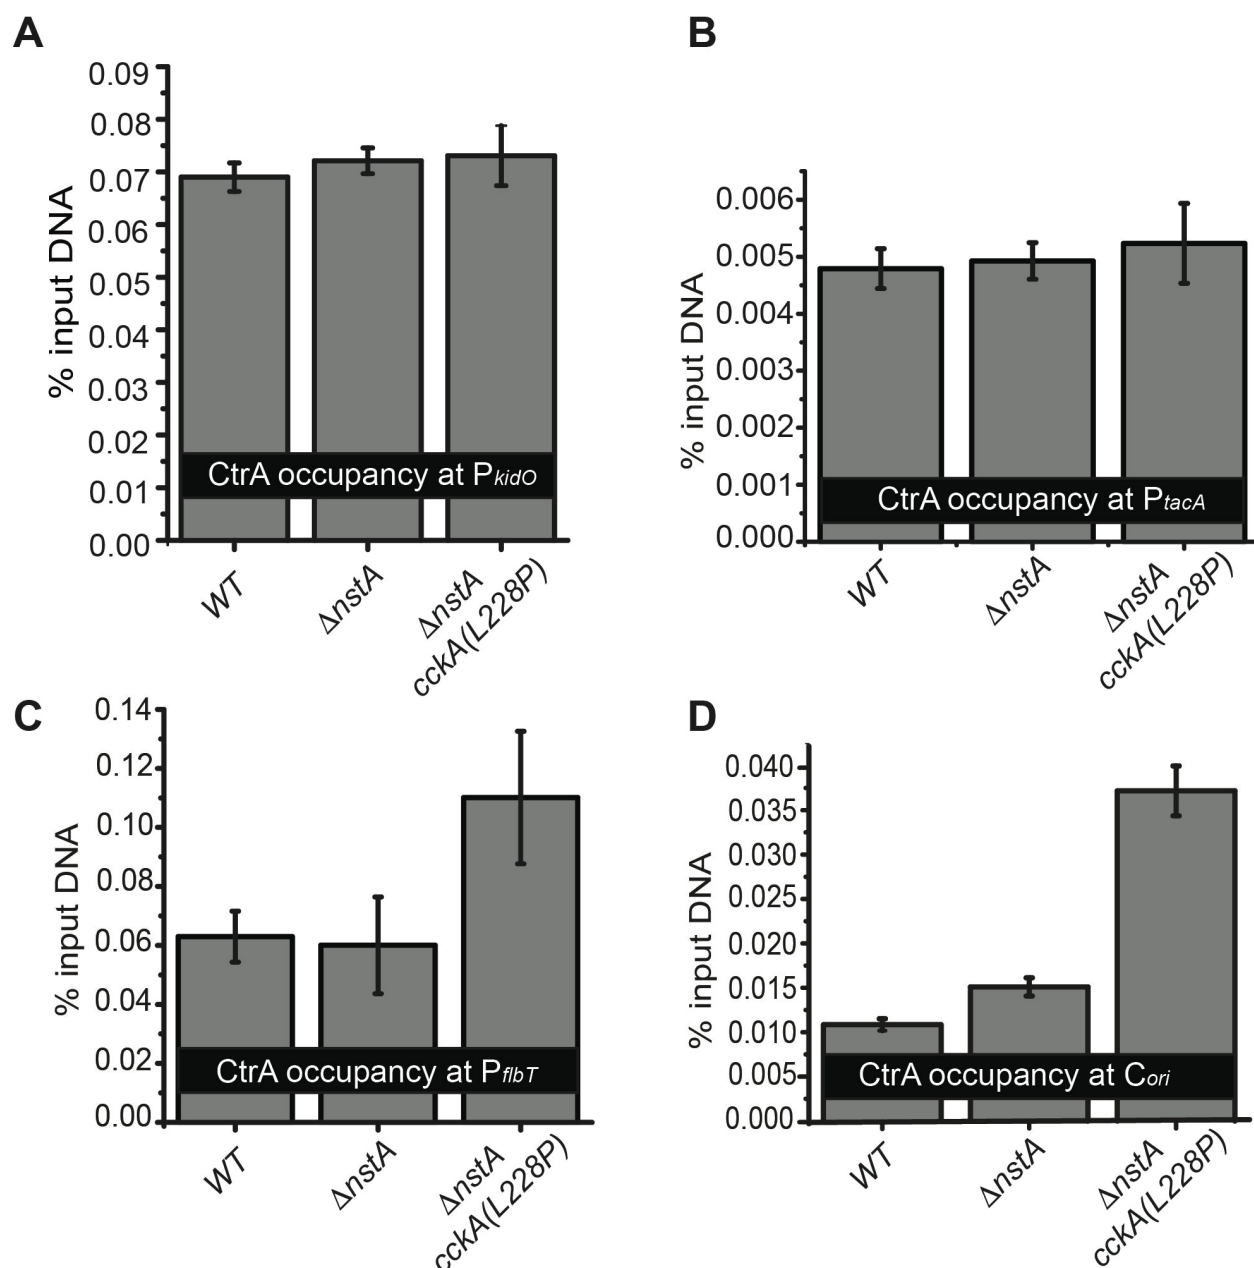 A
% input DNA
0.09
0.08
0.07
0.06
0.05
0.04
0.03
0.02
0.01
0.00
CtrA occupancy at PkidO
WT
ΔnstA
ΔnstA
cckA(L228P)
B
% input DNA
0.006
0.005
0.004
0.003
0.002
0.001
0.000
CtrA occupancy at PtacA
WT
ΔnstA
ΔnstA
cckA(L228P)
C
% input DNA
0.14
0.12
0.10
0.08
0.06
0.04
0.02
0.00
CtrA occupancy at PflbT
WT
ΔnstA
ΔnstA
cckA(L228P)
D
% input DNA
0.040
0.035
0.030
0.025
0.020
0.015
0.010
0.005
0.000
CtrA occupancy at Cori
WT
ΔnstA
ΔnstA
cckA(L228P)